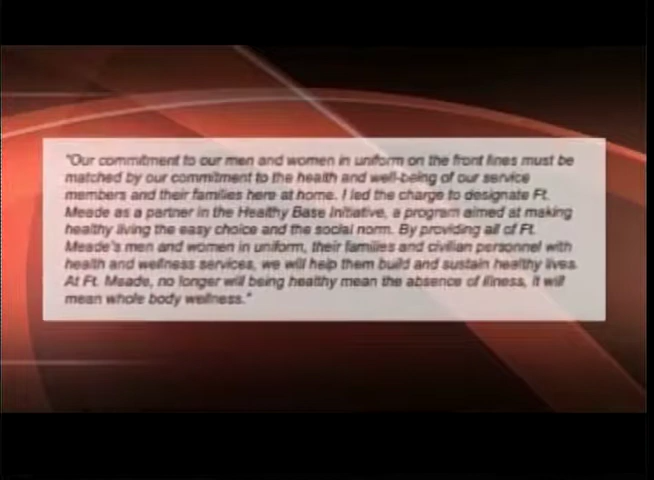 "Our commitment to our men and women in uniform on the front lines must be
matched by our commitment to the health and well-being of our service
members and their families here at home. I led the charge to designate Ft.
Meade as a partner in the Healthy Base Initiative, a program aimed at making
healthy living the easy choice and the social norm. By providing all of Ft.
Meade's men and women in uniform, their families and civilian personnel with
health and wellness services, we will help them build and sustain healthy lives.
At Ft. Meade, no longer will being healthy mean the absence of illness, it will
mean whole body wellness."